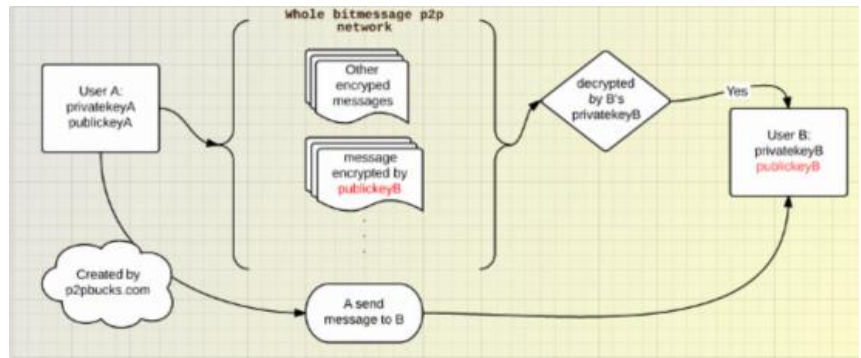 Whole bitmessage p2p
network
User A:
privatekeyA
publickeyA
Other
encryped
messages
message
encrypted by
publickeyB
decrypted
by B's
privatekeyB
Yes
User B:
privatekeyB
publickeyB
Created by
p2pbucks.com
A send
message to B